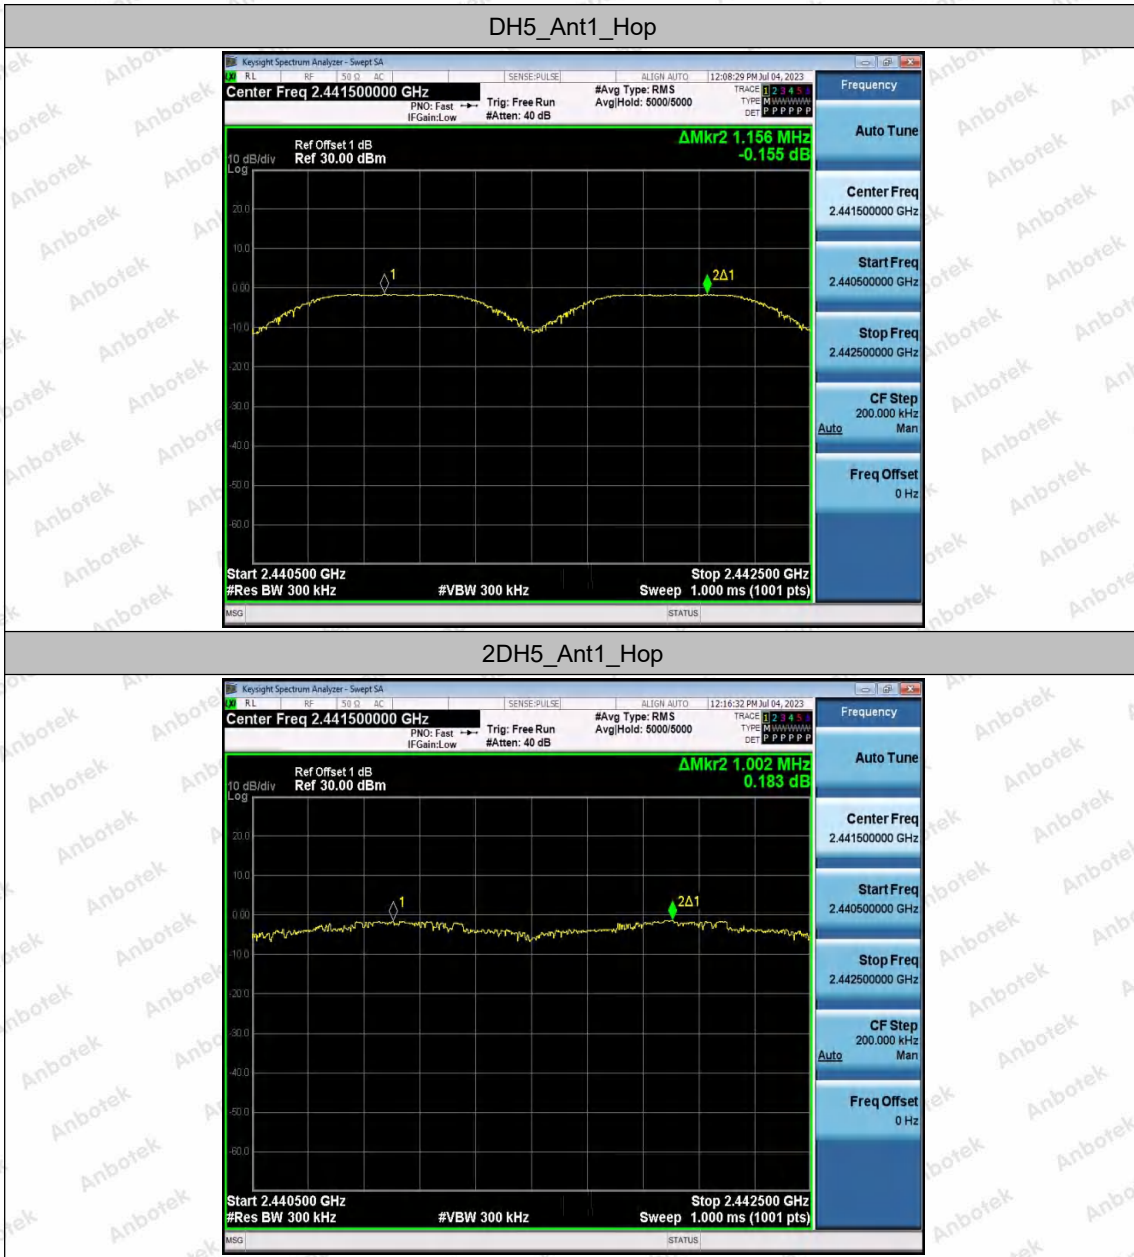 DH5_Ant1_Hop
Keysight Spectrum Analyzer - Swept SA
RL RF 50 Ω AC SENSE:PULSE ALIGN AUTO 12:08:29 PM Jul 04, 2023
Center Freq 2.441500000 GHz
PNO: Fast
IFGain:Low
Trig: Free Run
#Atten: 40 dB
#Avg Type: RMS
Avg|Hold: 5000/5000
TRACE 1 2 3 4 5 6
TYPE M WWWWW
DET P P P P P P
Frequency
ΔMkr2 1.156 MHz
-0.155 dB
Ref Offset 1 dB
10 dB/div Ref 30.00 dBm
Log
20.0
10.0
0.00
-10.0
-20.0
-30.0
-40.0
-50.0
-60.0
1
2Δ1
Start 2.440500 GHz Stop 2.442500 GHz
#Res BW 300 kHz #VBW 300 kHz Sweep 1.000 ms (1001 pts)
MSG STATUS
Auto Tune
Center Freq
2.441500000 GHz
Start Freq
2.440500000 GHz
Stop Freq
2.442500000 GHz
CF Step
200.000 kHz
Auto Man
Freq Offset
0 Hz
2DH5_Ant1_Hop
Keysight Spectrum Analyzer - Swept SA
RL RF 50 Ω AC SENSE:PULSE ALIGN AUTO 12:16:32 PM Jul 04, 2023
Center Freq 2.441500000 GHz
PNO: Fast
IFGain:Low
Trig: Free Run
#Atten: 40 dB
#Avg Type: RMS
Avg|Hold: 5000/5000
TRACE 1 2 3 4 5 6
TYPE M WWWWW
DET P P P P P P
Frequency
ΔMkr2 1.002 MHz
0.183 dB
Ref Offset 1 dB
10 dB/div Ref 30.00 dBm
Log
20.0
10.0
0.00
-10.0
-20.0
-30.0
-40.0
-50.0
-60.0
1
2Δ1
Start 2.440500 GHz Stop 2.442500 GHz
#Res BW 300 kHz #VBW 300 kHz Sweep 1.000 ms (1001 pts)
MSG STATUS
Auto Tune
Center Freq
2.441500000 GHz
Start Freq
2.440500000 GHz
Stop Freq
2.442500000 GHz
CF Step
200.000 kHz
Auto Man
Freq Offset
0 Hz
Anbotek